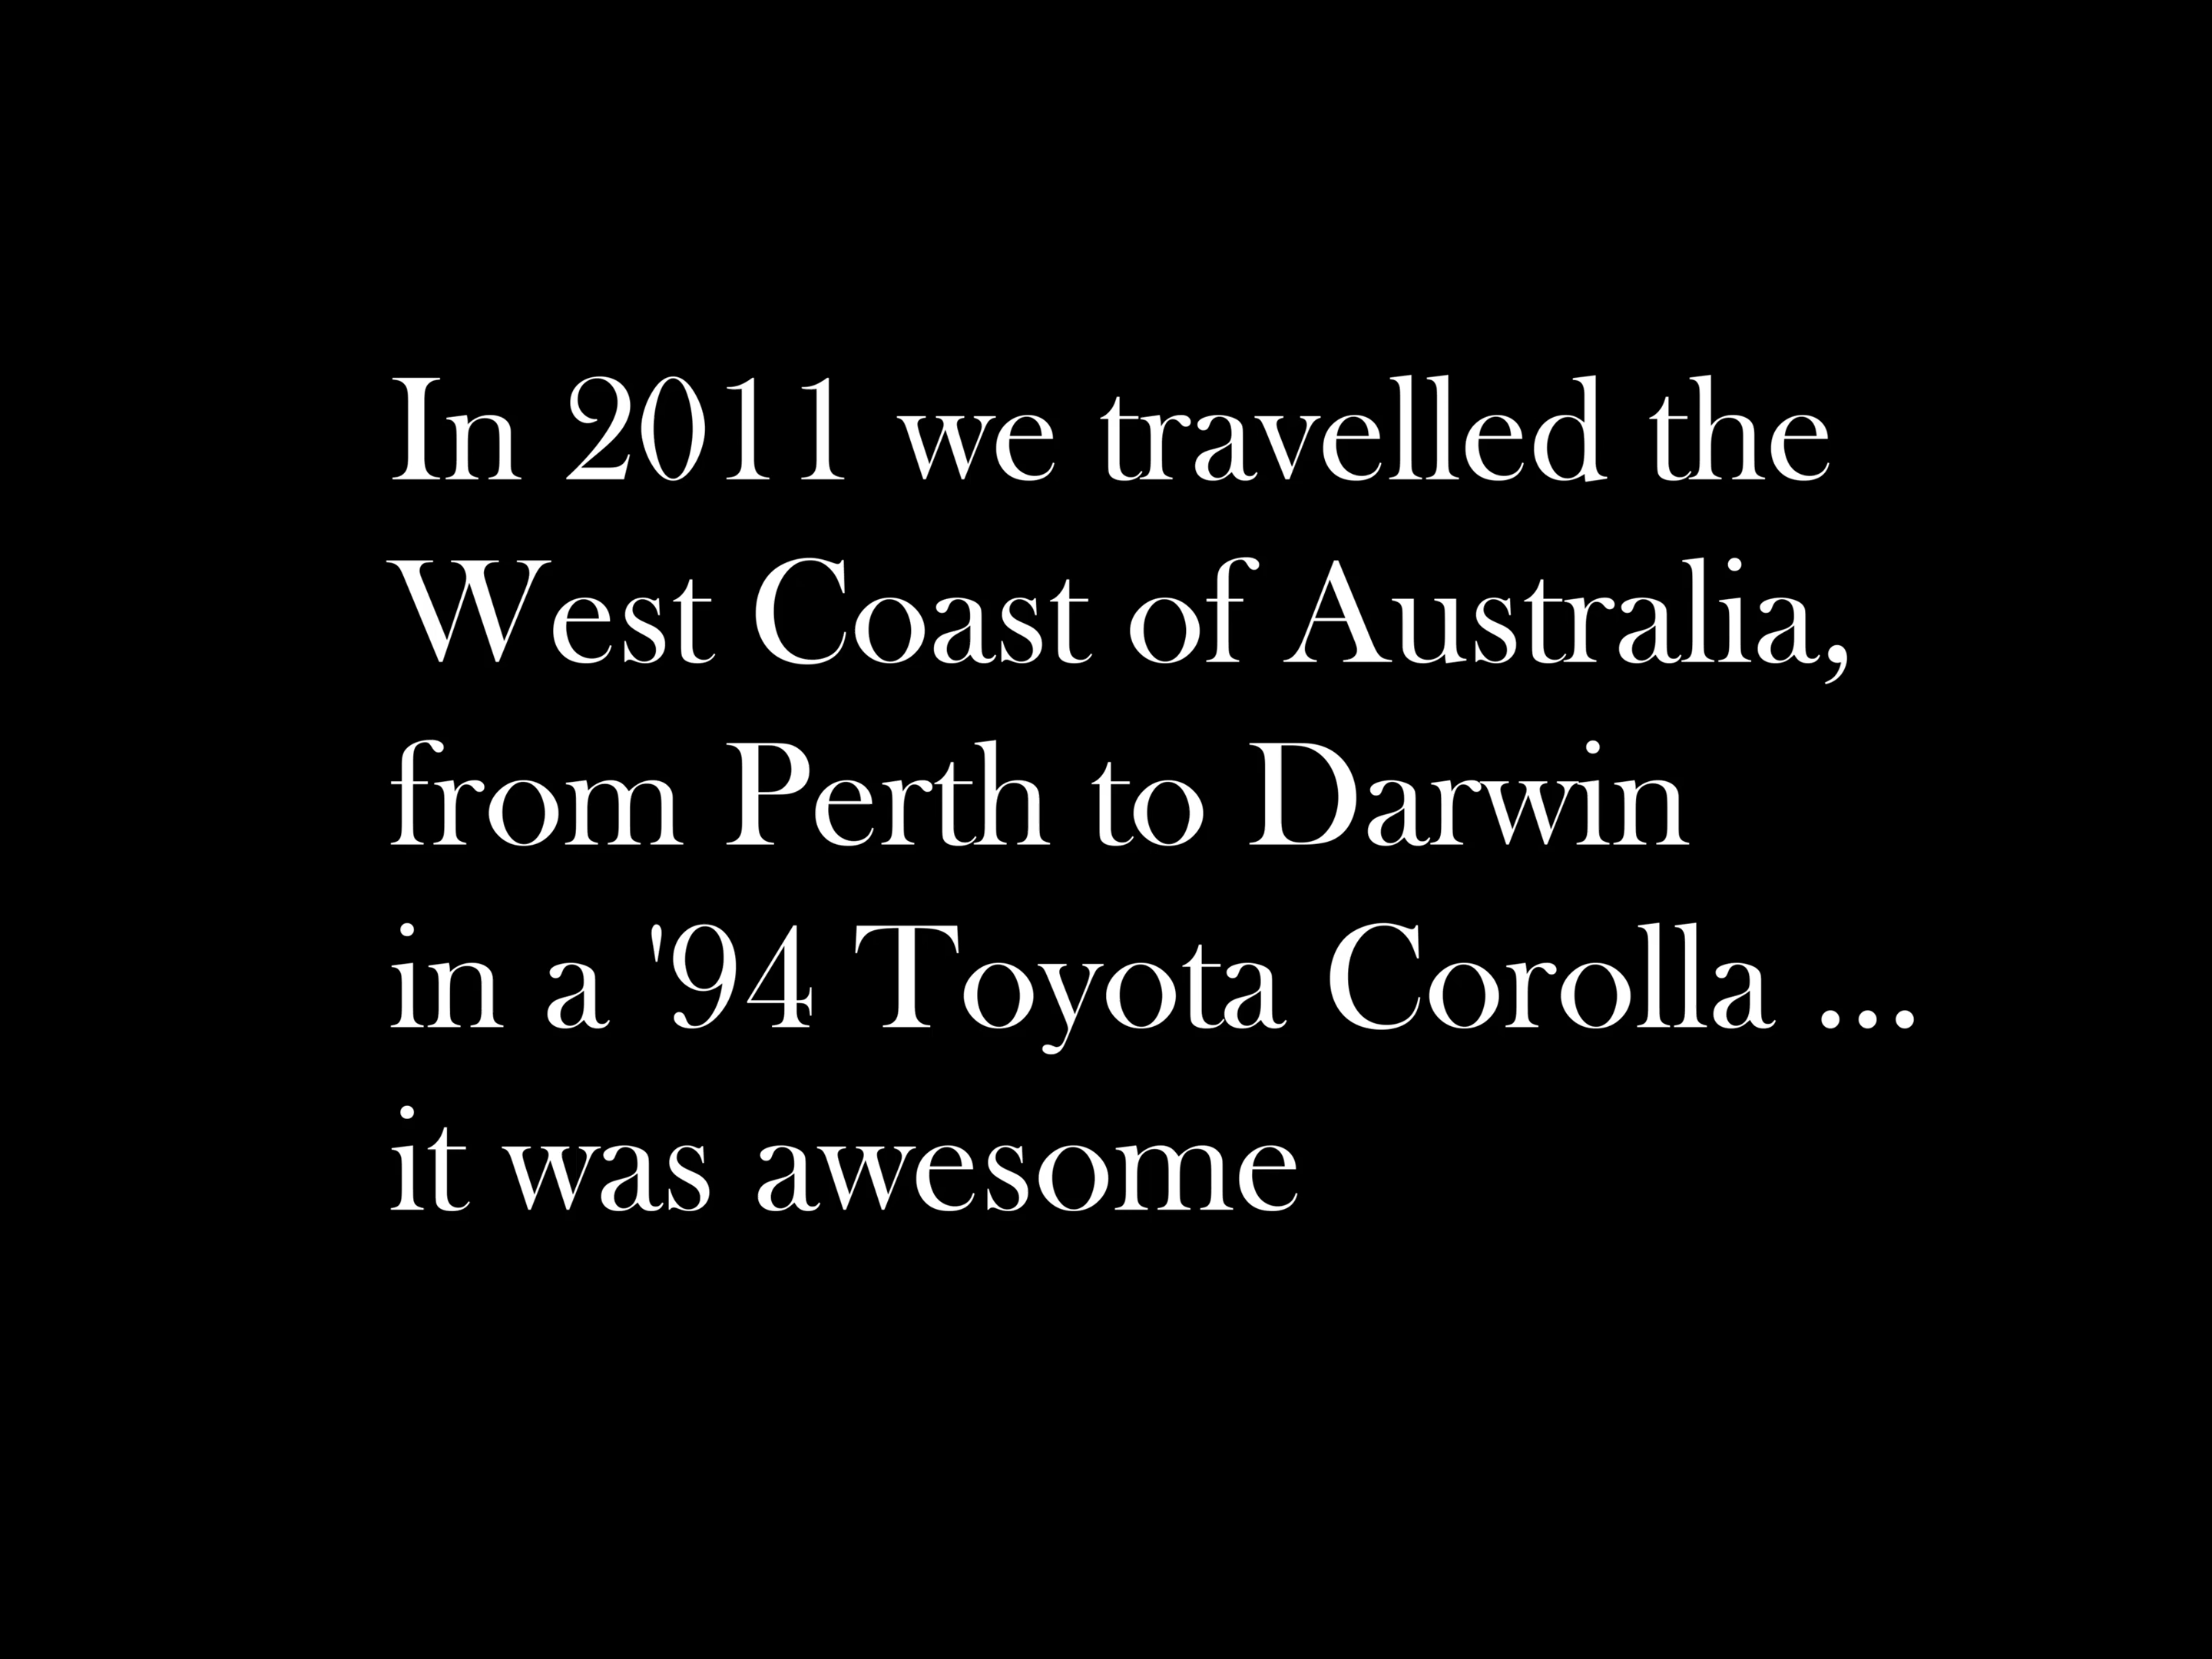 In 2011 we travelled the
West Coast of Australia,
from Perth to Darwin
in a '94 Toyota Corolla ...
it was awesome